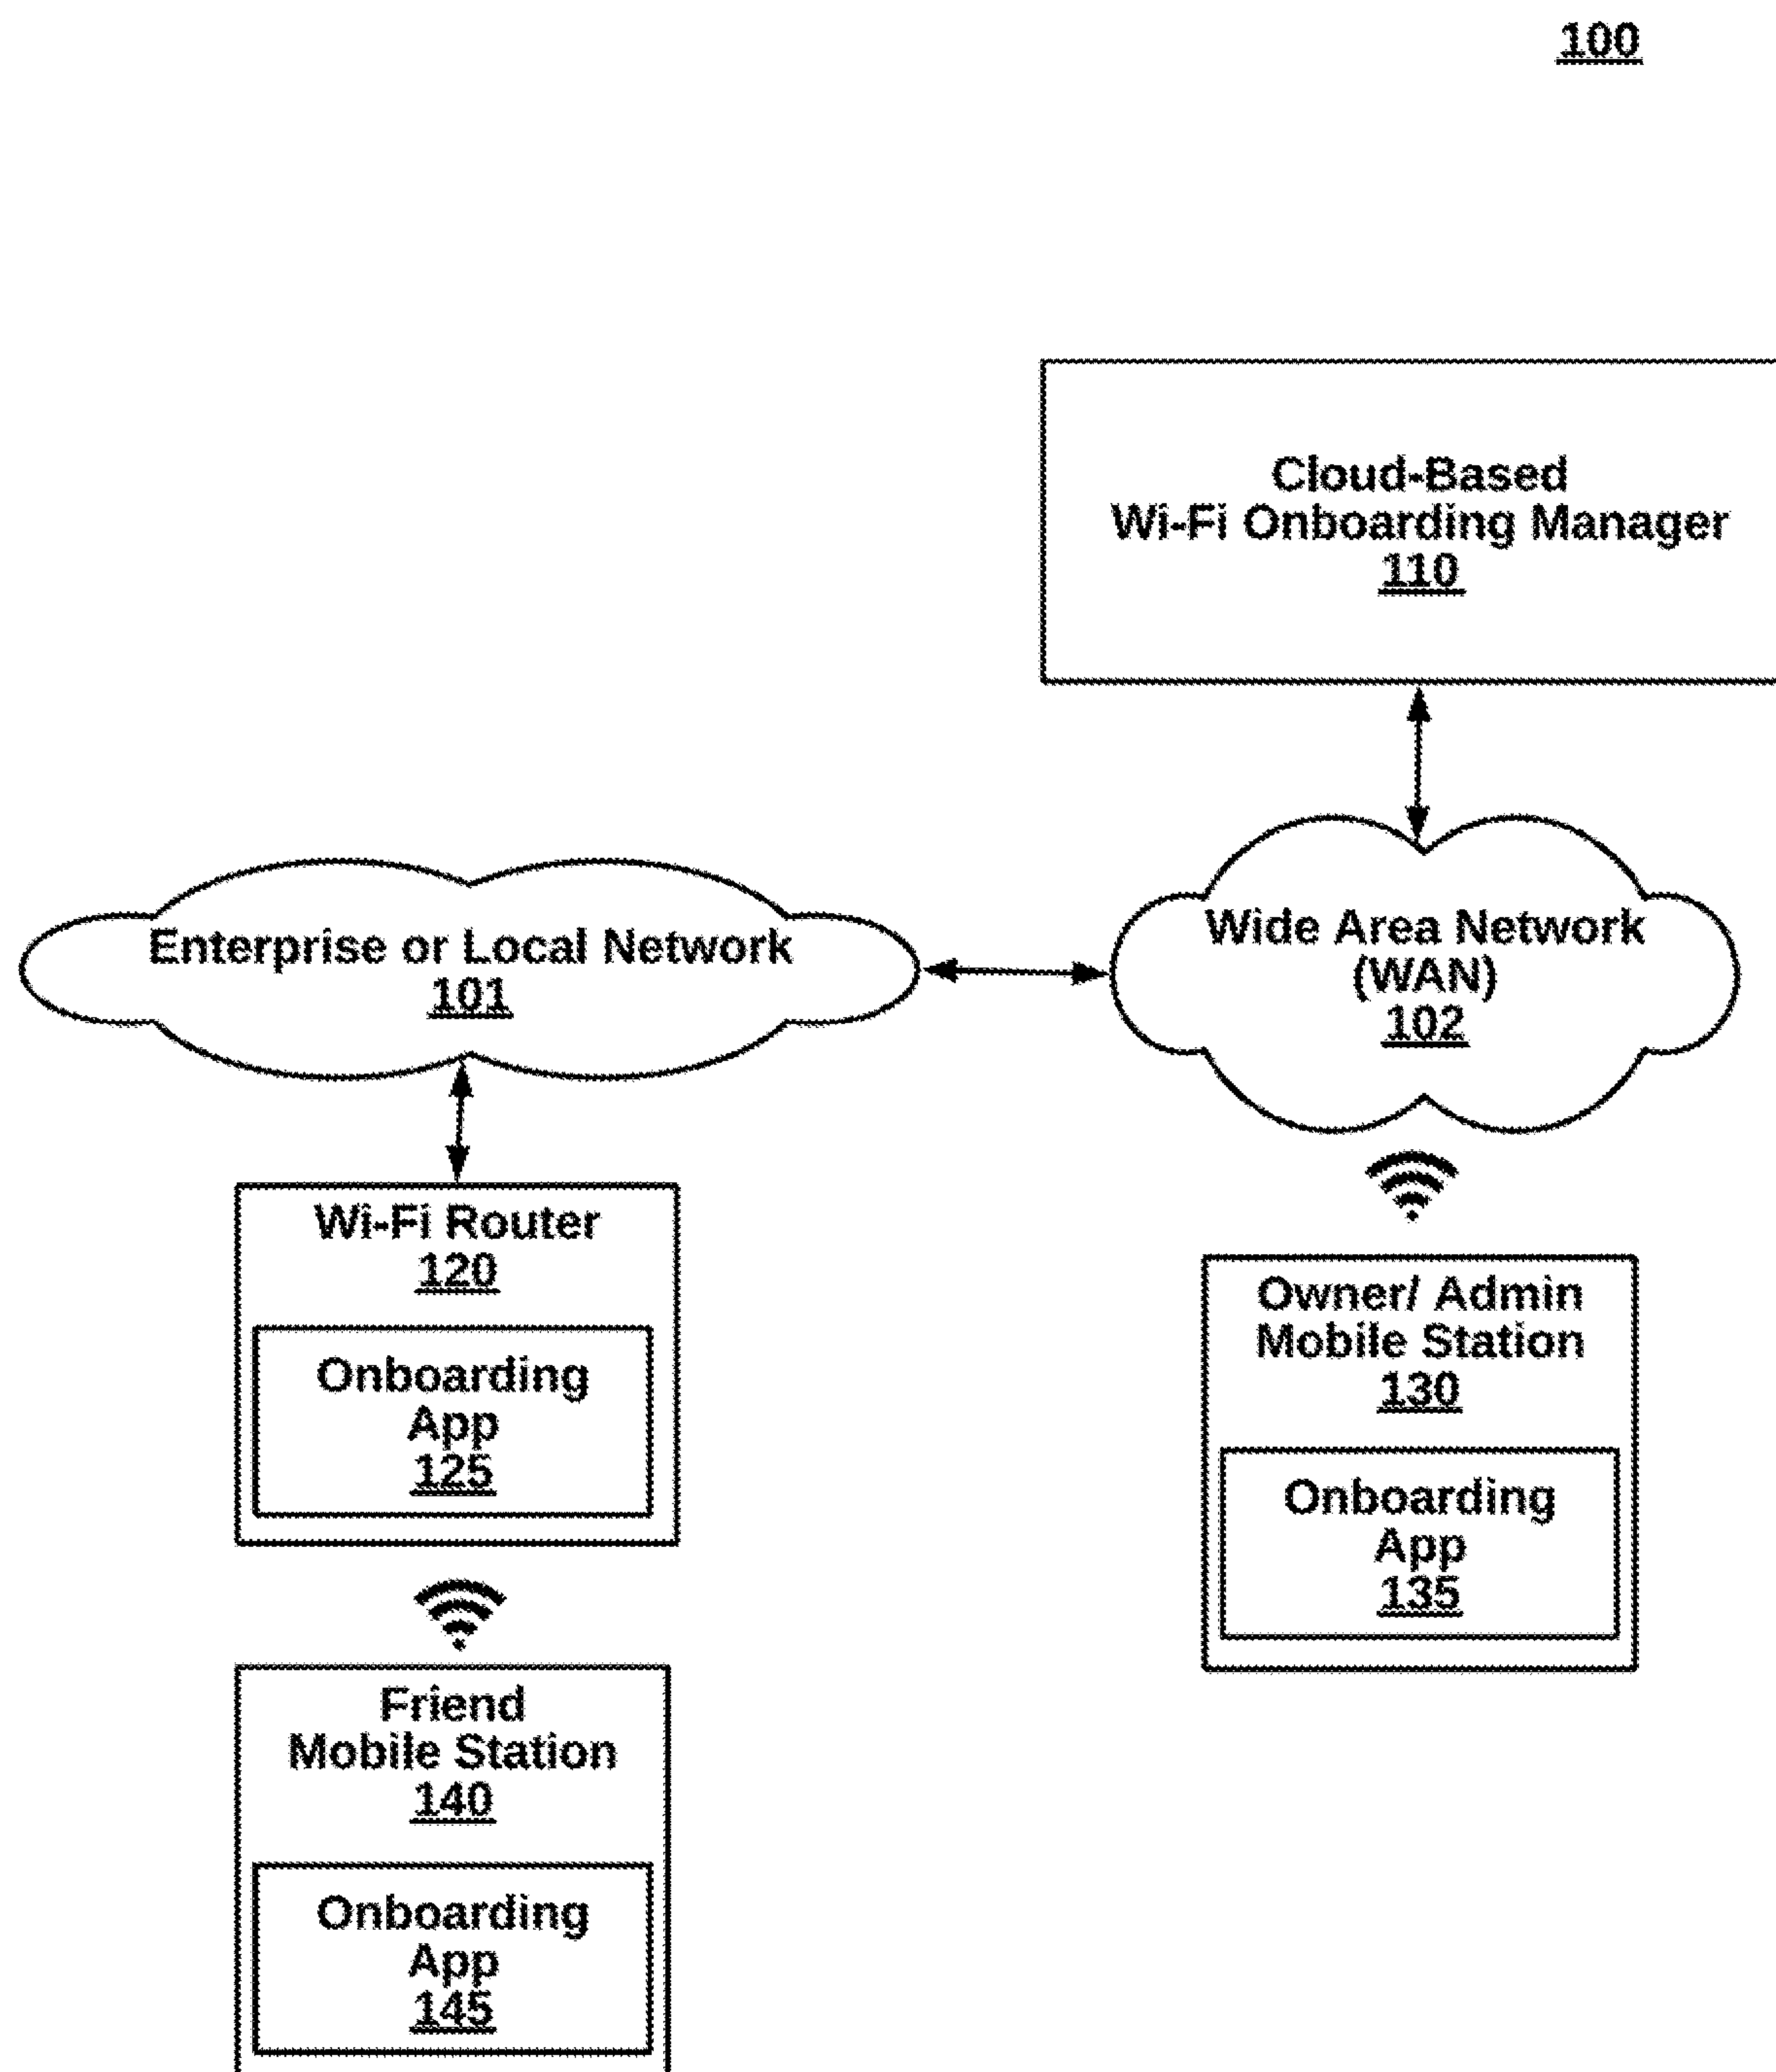 100
Cloud-Based
Wi-Fi Onboarding Manager
110
Enterprise or Local Network
101
Wide Area Network
(WAN)
102
Wi-Fi Router
120
Onboarding
App
125
Owner/ Admin
Mobile Station
130
Onboarding
App
135
Friend
Mobile Station
140
Onboarding
App
145